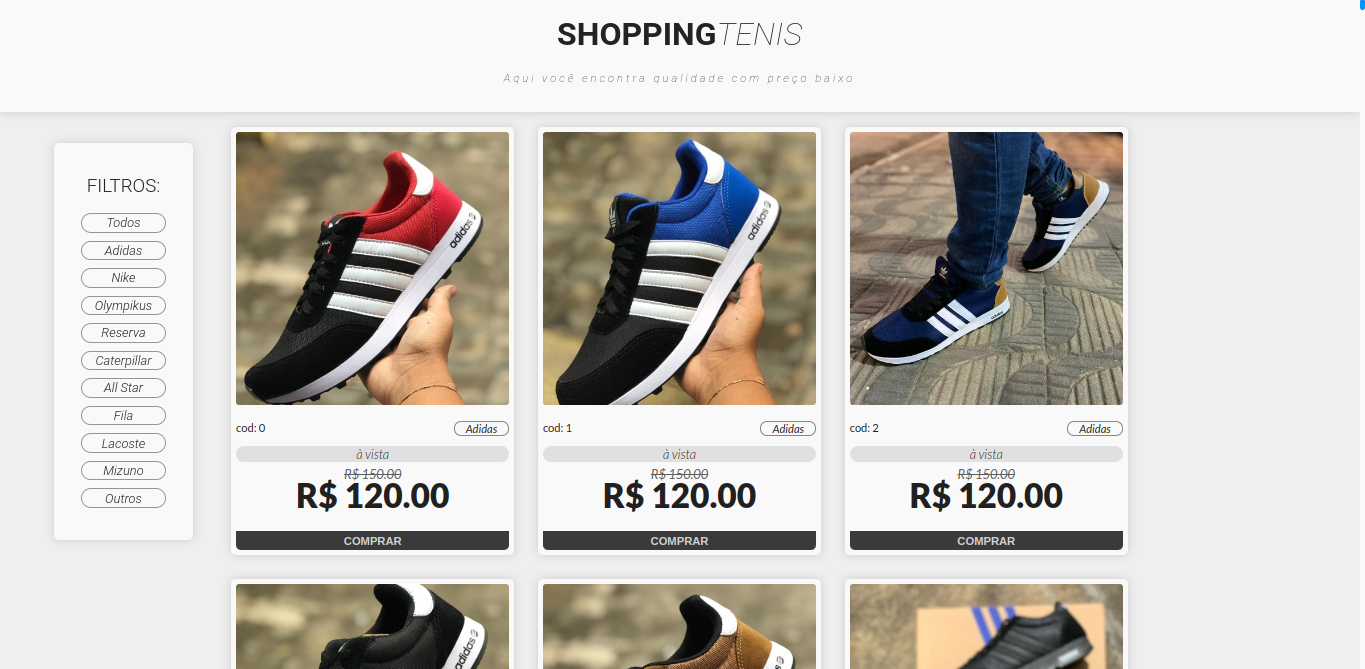 SHOPPINGTENIS
Aqui você encontra qualidade com preço baixo
FILTROS:
Todos
Adidas
Nike
Olympikus
Reserva
Caterpillar
All Star
Fila
Lacoste
Mizuno
Outros
adidas
cod: 0 Adidas
à vista
R$ 150.00
R$ 120.00
COMPRAR
adidas
cod: 1 Adidas
à vista
R$ 150.00
R$ 120.00
COMPRAR
cod: 2 Adidas
à vista
R$ 150.00
R$ 120.00
COMPRAR
adidas